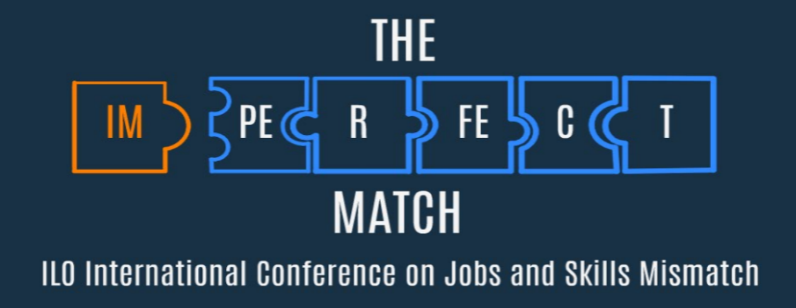 THE
IM PE R FE C T
MATCH
ILO International Conference on Jobs and Skills Mismatch